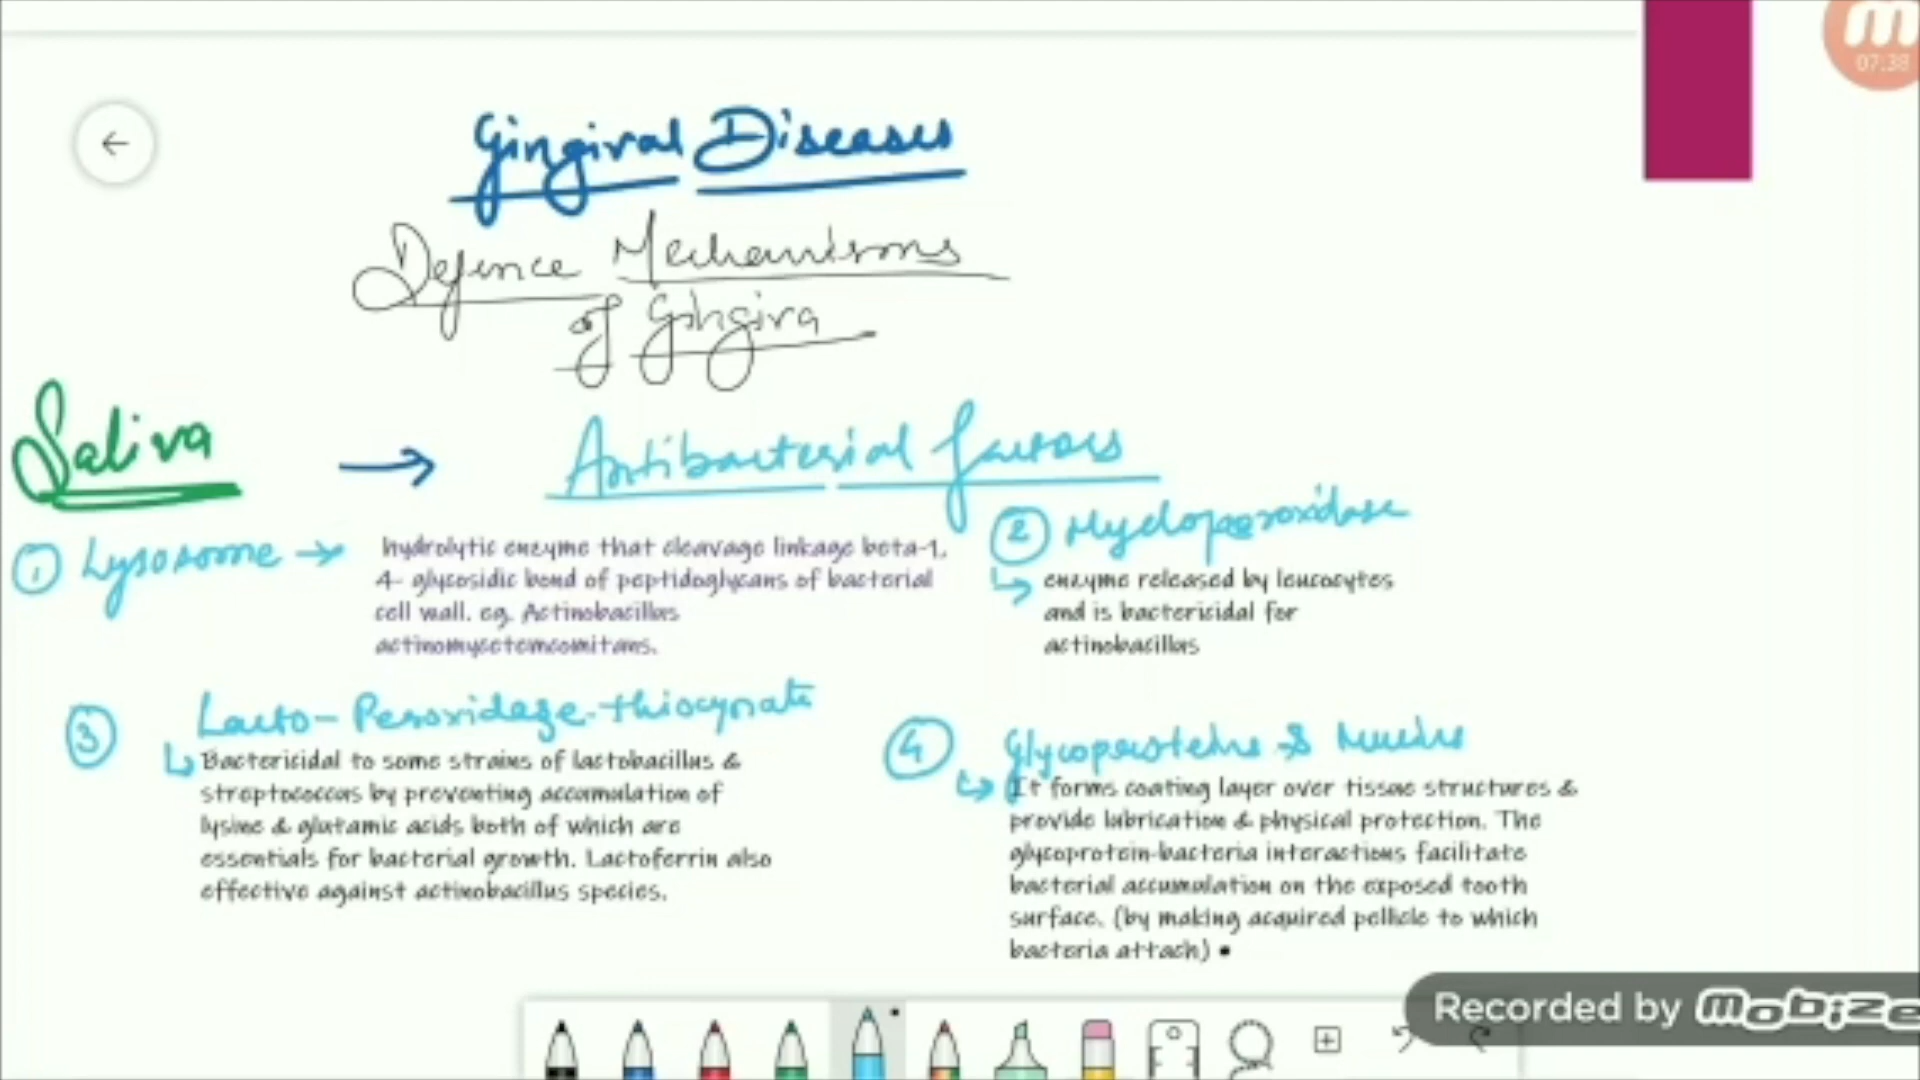 07:38
Gingival Diseases
Defence Mechanisms
of Gingiva
Saliva → Antibacterial factors
① Lysosome →
hydrolytic enzyme that cleavage linkage beta-1,
4- glycosidic bond of peptidoglycans of bacterial
cell wall. eg. Actinobacillus
actinomycetemcomitans.
② Myeloperoxidase
enzyme released by leucocytes
and is bactericidal for
actinobacillus
③ Lacto-Peroxidase-thiocynate
Bactericidal to some strains of lactobacillus &
streptococcus by preventing accumulation of
lysine & glutamic acids both of which are
essentials for bacterial growth. Lactoferrin also
effective against actinobacillus species.
④ Glycoproteins & Mucins
It forms coating layer over tissue structures &
provide lubrication & physical protection. The
glycoprotein-bacteria interactions facilitate
bacterial accumulation on the exposed tooth
surface. (by making acquired pellicle to which
bacteria attach)
Recorded by mobize